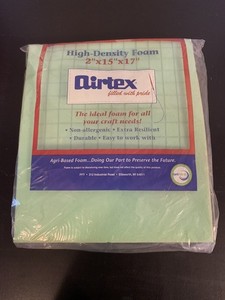 High-Density Foam
2"x15"x17"
Airtex
filled with pride
The ideal foam for all
your craft needs!
• Non-allergenic • Extra Resilient
• Durable • Easy to work with
Agri-Based Foam...Doing Our Part to Preserve the Future.